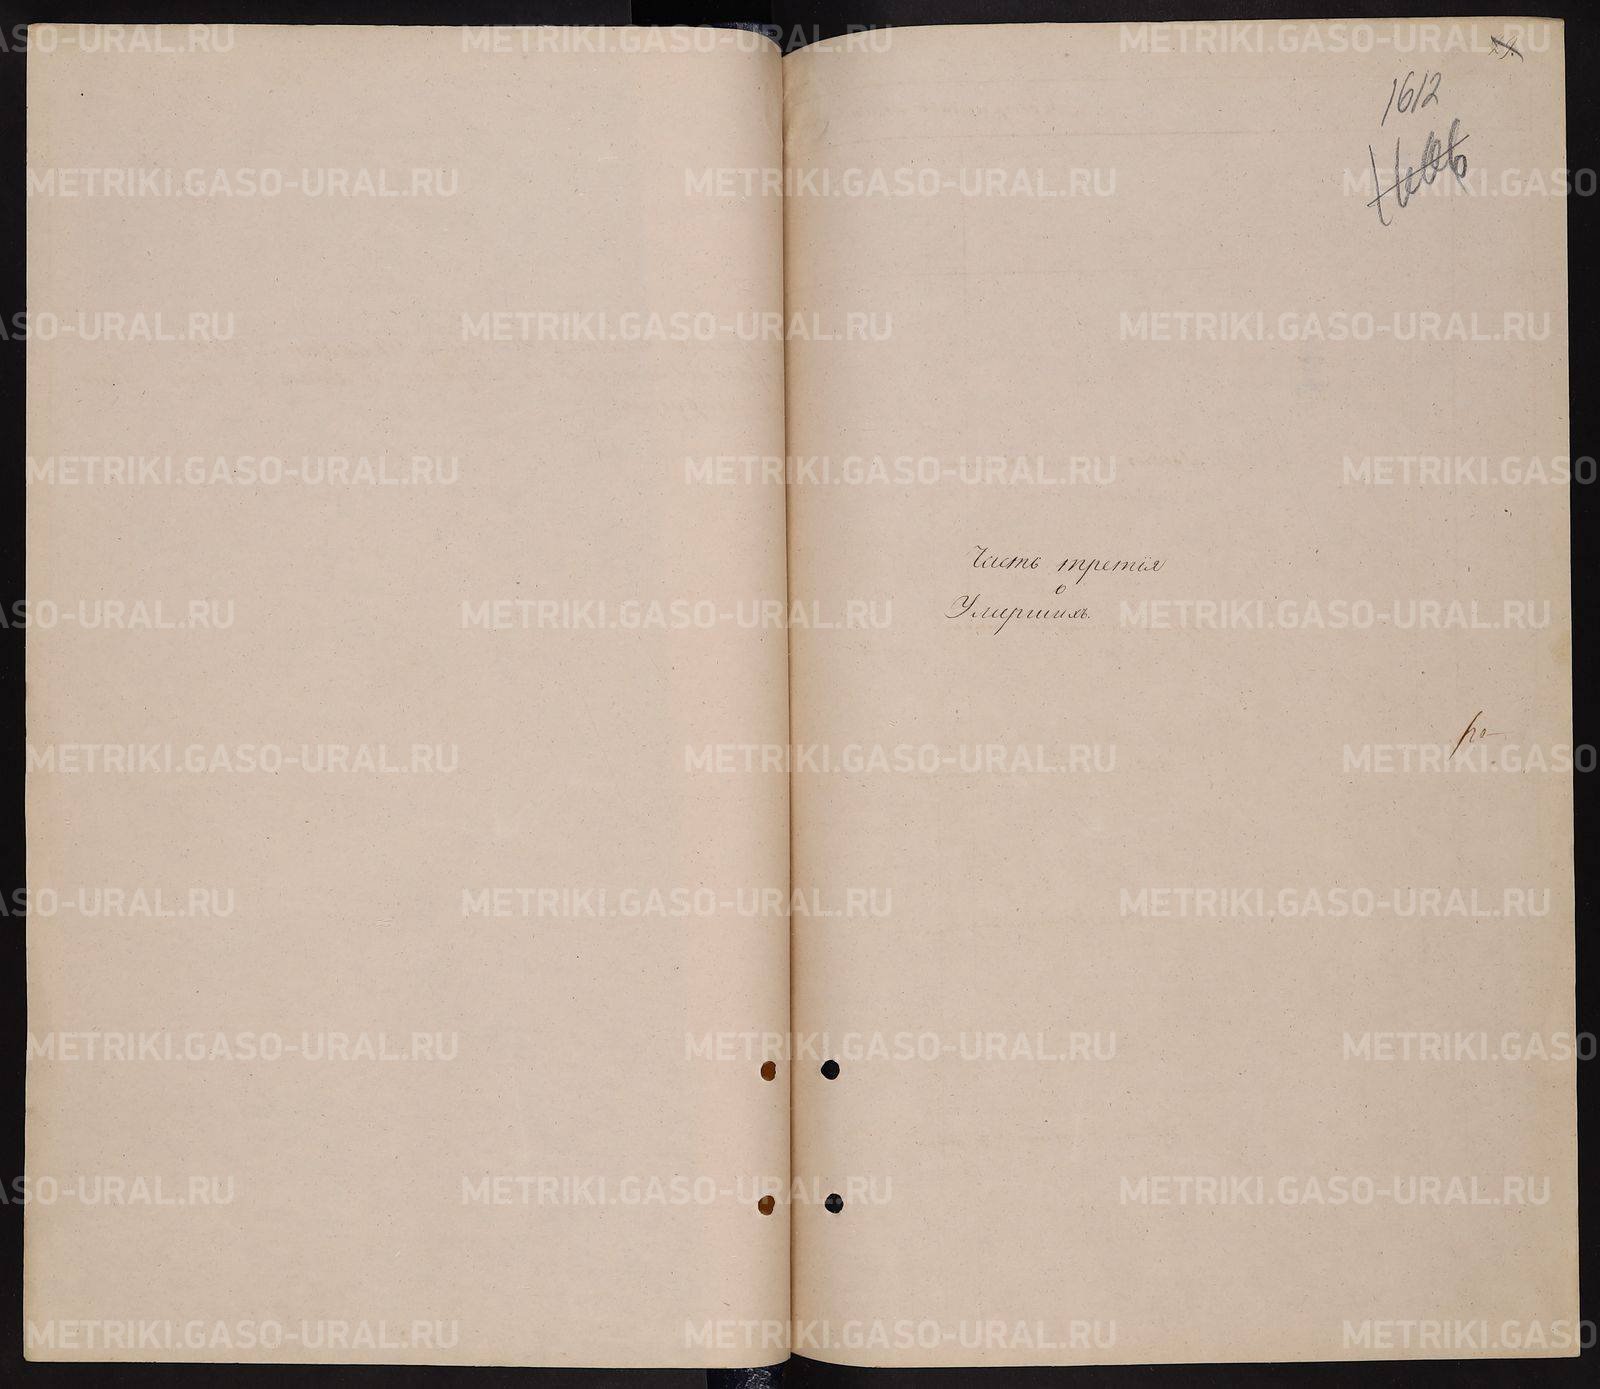 1612
Часть третія
о
Умершихъ.